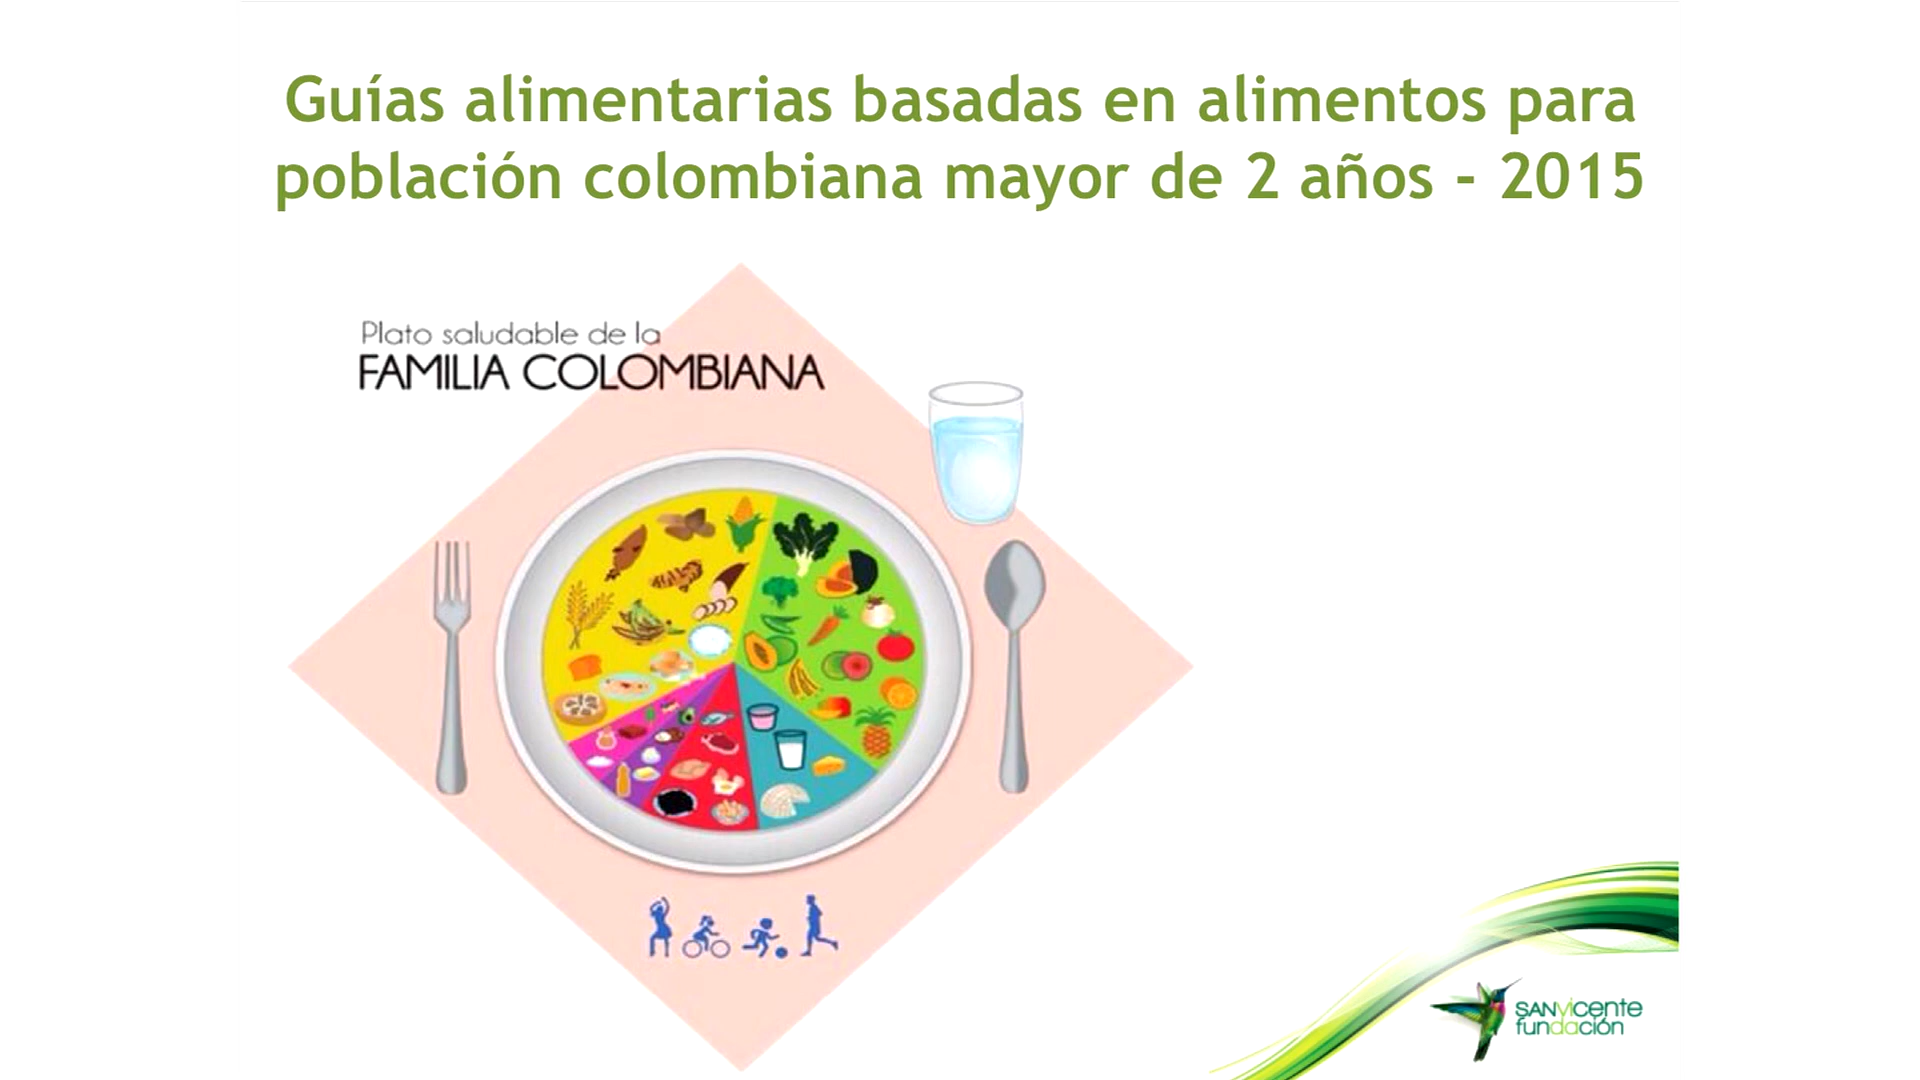 Guías alimentarias basadas en alimentos para
población colombiana mayor de 2 años - 2015
Plato saludable de la
FAMILIA COLOMBIANA
SANVICENTE
fundación